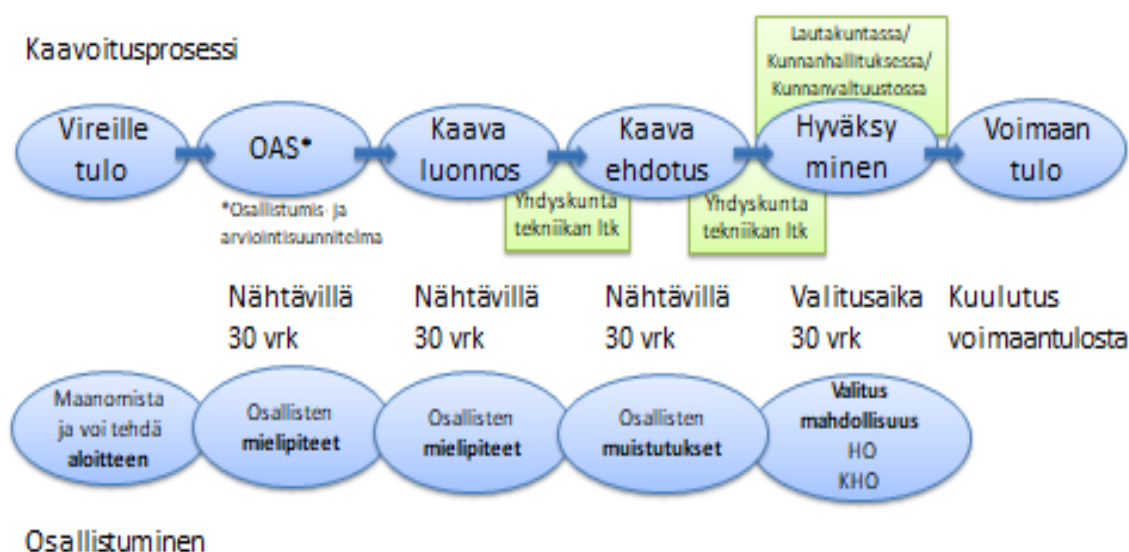 Kaavoitusprosessi
Lautakuntassa/
Kunnanhallituksessa/
Kunnanvaltuustossa
Vireille
tulo
OAS*
Kaava
luonnos
Kaava
ehdotus
Hyväksy
minen
Voimaan
tulo
*Osallistumis- ja
arviointisuunnitelma
Yhdyskunta
tekniikan ltk
Yhdyskunta
tekniikan ltk
Nähtävillä
30 vrk
Nähtävillä
30 vrk
Nähtävillä
30 vrk
Valitusaika
30 vrk
Kuulutus
voimaantulosta
Maanomista
ja voi tehdä
aloitteen
Osallisten
mielipiteet
Osallisten
mielipiteet
Osallisten
muistutukset
Valitus
mahdollisuus
HO
KHO
Osallistuminen